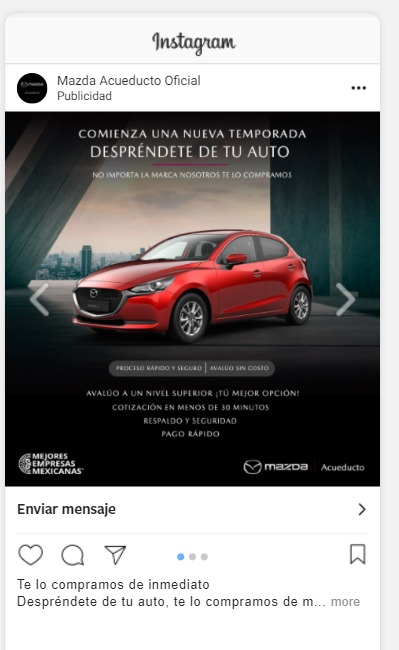 Instagram
Mazda Acueducto Oficial
Publicidad
COMIENZA UNA NUEVA TEMPORADA
DESPRÉNDETE DE TU AUTO
NO IMPORTA LA MARCA NOSOTROS TE LO COMPRAMOS
PROCESO RÁPIDO Y SEGURO | AVALÚO SIN COSTO
AVALÚO A UN NIVEL SUPERIOR ¡TÚ MEJOR OPCIÓN!
COTIZACIÓN EN MENOS DE 30 MINUTOS
RESPALDO Y SEGURIDAD
PAGO RÁPIDO
MEJORES
EMPRESAS
MEXICANAS
mazda | Acueducto
Enviar mensaje
Te lo compramos de inmediato
Despréndete de tu auto, te lo compramos de m... more